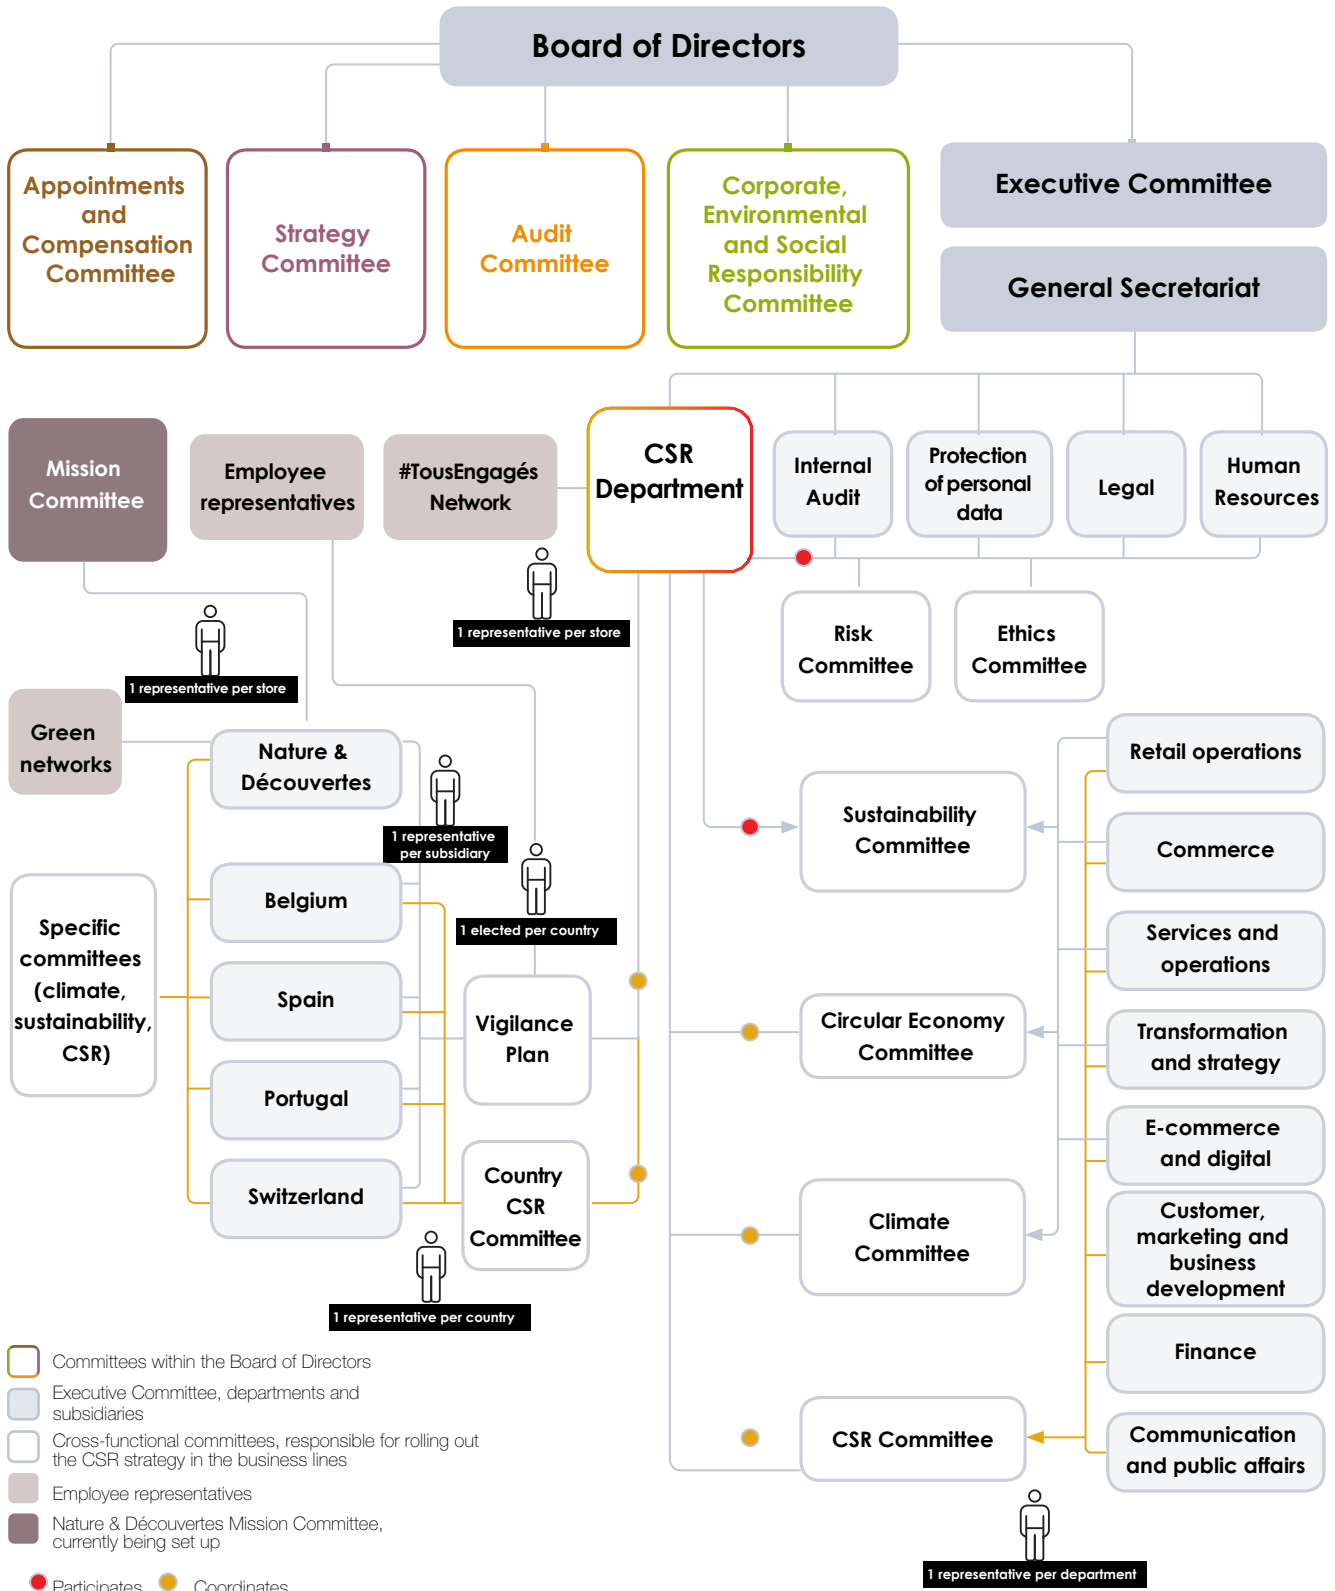 Board of Directors
Appointments
and
Compensation
Committee
Strategy
Committee
Audit
Committee
Corporate,
Environmental
and Social
Responsibility
Committee
Executive Committee
General Secretariat
Mission
Committee
Employee
representatives
#TousEngagés
Network
CSR
Department
Internal
Audit
Protection
of personal
data
Legal
Human
Resources
1 representative per store
Risk
Committee
Ethics
Committee
1 representative per store
Green
networks
Nature &
Découvertes
1 representative
per subsidiary
Belgium
1 elected per country
Specific
committees
(climate,
sustainability,
CSR)
Spain
Vigilance
Plan
Portugal
Switzerland
Country
CSR
Committee
1 representative per country
Sustainability
Committee
Circular Economy
Committee
Climate
Committee
CSR Committee
Retail operations
Commerce
Services and
operations
Transformation
and strategy
E-commerce
and digital
Customer,
marketing and
business
development
Finance
Communication
and public affairs
1 representative per department
Committees within the Board of Directors
Executive Committee, departments and
subsidiaries
Cross-functional committees, responsible for rolling out
the CSR strategy in the business lines
Employee representatives
Nature & Découvertes Mission Committee,
currently being set up
Participates
Coordinates